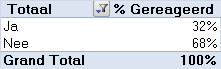 Totaal % Gereageerd
Ja 32%
Nee 68%
Grand Total 100%